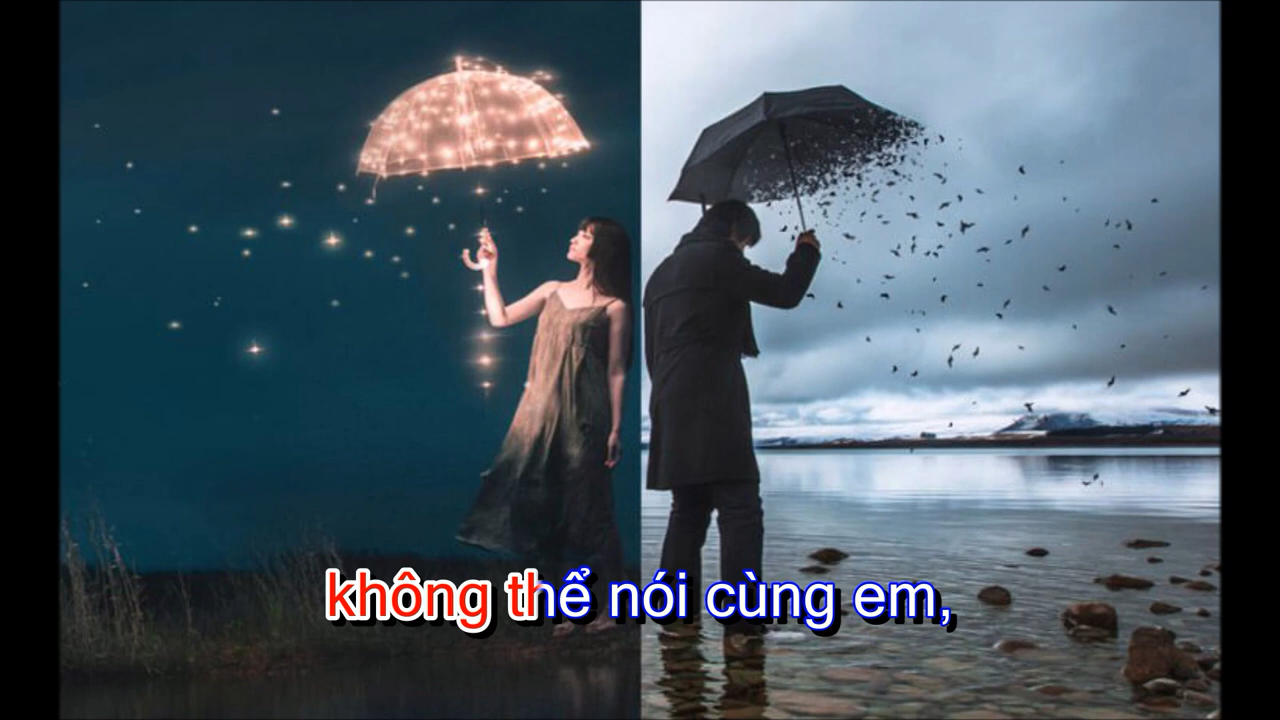 không thể nói cùng em,